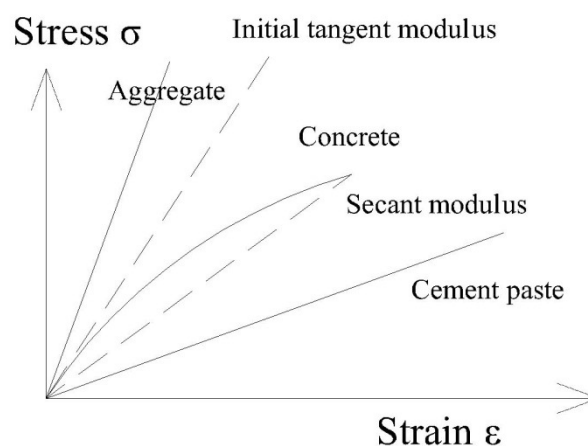 Stress σ
Initial tangent modulus
Aggregate
Concrete
Secant modulus
Cement paste
Strain ε